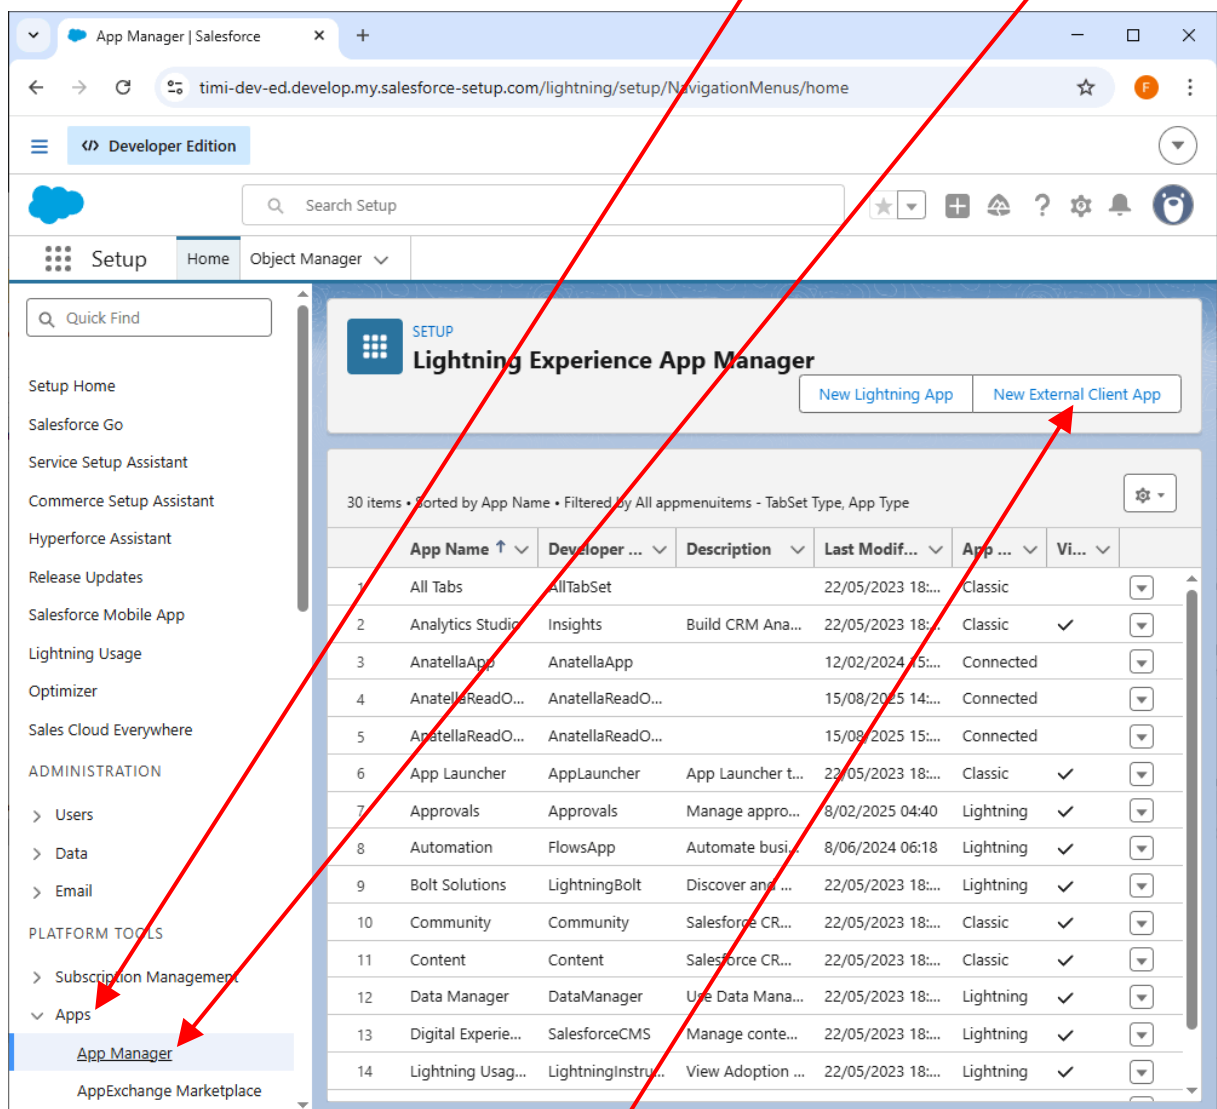 App Manager | Salesforce
timi-dev-ed.develop.my.salesforce-setup.com/lightning/setup/NavigationMenus/home
F
</> Developer Edition
Search Setup
Setup Home Object Manager
Quick Find
Setup Home
Salesforce Go
Service Setup Assistant
Commerce Setup Assistant
Hyperforce Assistant
Release Updates
Salesforce Mobile App
Lightning Usage
Optimizer
Sales Cloud Everywhere
ADMINISTRATION
Users
Data
Email
PLATFORM TOOLS
Subscription Management
Apps
App Manager
AppExchange Marketplace
SETUP
Lightning Experience App Manager
New Lightning App New External Client App
30 items • Sorted by App Name • Filtered by All appmenuitems - TabSet Type, App Type
App Name ↑ Developer ... Description Last Modif... App ... Vi...
1 All Tabs AllTabSet 22/05/2023 18:... Classic
2 Analytics Studio Insights Build CRM Ana... 22/05/2023 18:... Classic ✓
3 AnatellaApp AnatellaApp 12/02/2024 15:... Connected
4 AnatellaReadO... AnatellaReadO... 15/08/2025 14:... Connected
5 AnatellaReadO... AnatellaReadO... 15/08/2025 15:... Connected
6 App Launcher AppLauncher App Launcher t... 22/05/2023 18:... Classic ✓
7 Approvals Approvals Manage appro... 8/02/2025 04:40 Lightning ✓
8 Automation FlowsApp Automate busi... 8/06/2024 06:18 Lightning ✓
9 Bolt Solutions LightningBolt Discover and ... 22/05/2023 18:... Lightning ✓
10 Community Community Salesforce CR... 22/05/2023 18:... Classic ✓
11 Content Content Salesforce CR... 22/05/2023 18:... Classic ✓
12 Data Manager DataManager Use Data Mana... 22/05/2023 18:... Lightning ✓
13 Digital Experie... SalesforceCMS Manage conte... 22/05/2023 18:... Lightning ✓
14 Lightning Usag... LightningInstru... View Adoption ... 22/05/2023 18:... Lightning ✓